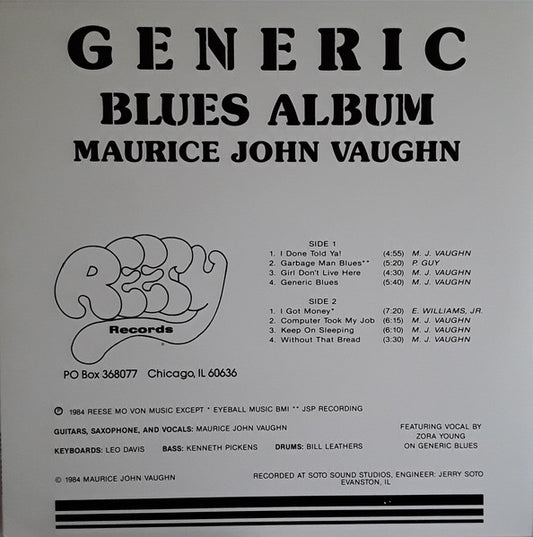 GENERIC
BLUES ALBUM
MAURICE JOHN VAUGHN
REESY
Records
PO Box 368077 Chicago, IL 60636
SIDE 1
1. I Done Told Ya! (4:55) M. J. VAUGHN
2. Garbage Man Blues** (5:20) P. GUY
3. Girl Don't Live Here (4:30) M. J. VAUGHN
4. Generic Blues (5:40) M. J. VAUGHN
SIDE 2
1. I Got Money* (7:20) E. WILLIAMS, JR.
2. Computer Took My Job (6:15) M. J. VAUGHN
3. Keep On Sleeping (6:10) M. J. VAUGHN
4. Without That Bread (3:30) M. J. VAUGHN
℗ 1984 REESE MO VON MUSIC EXCEPT * EYEBALL MUSIC BMI ** JSP RECORDING
GUITARS, SAXOPHONE, AND VOCALS: MAURICE JOHN VAUGHN
KEYBOARDS: LEO DAVIS BASS: KENNETH PICKENS DRUMS: BILL LEATHERS
FEATURING VOCAL BY
ZORA YOUNG
ON GENERIC BLUES
© 1984 MAURICE JOHN VAUGHN
RECORDED AT SOTO SOUND STUDIOS, ENGINEER: JERRY SOTO
EVANSTON, IL